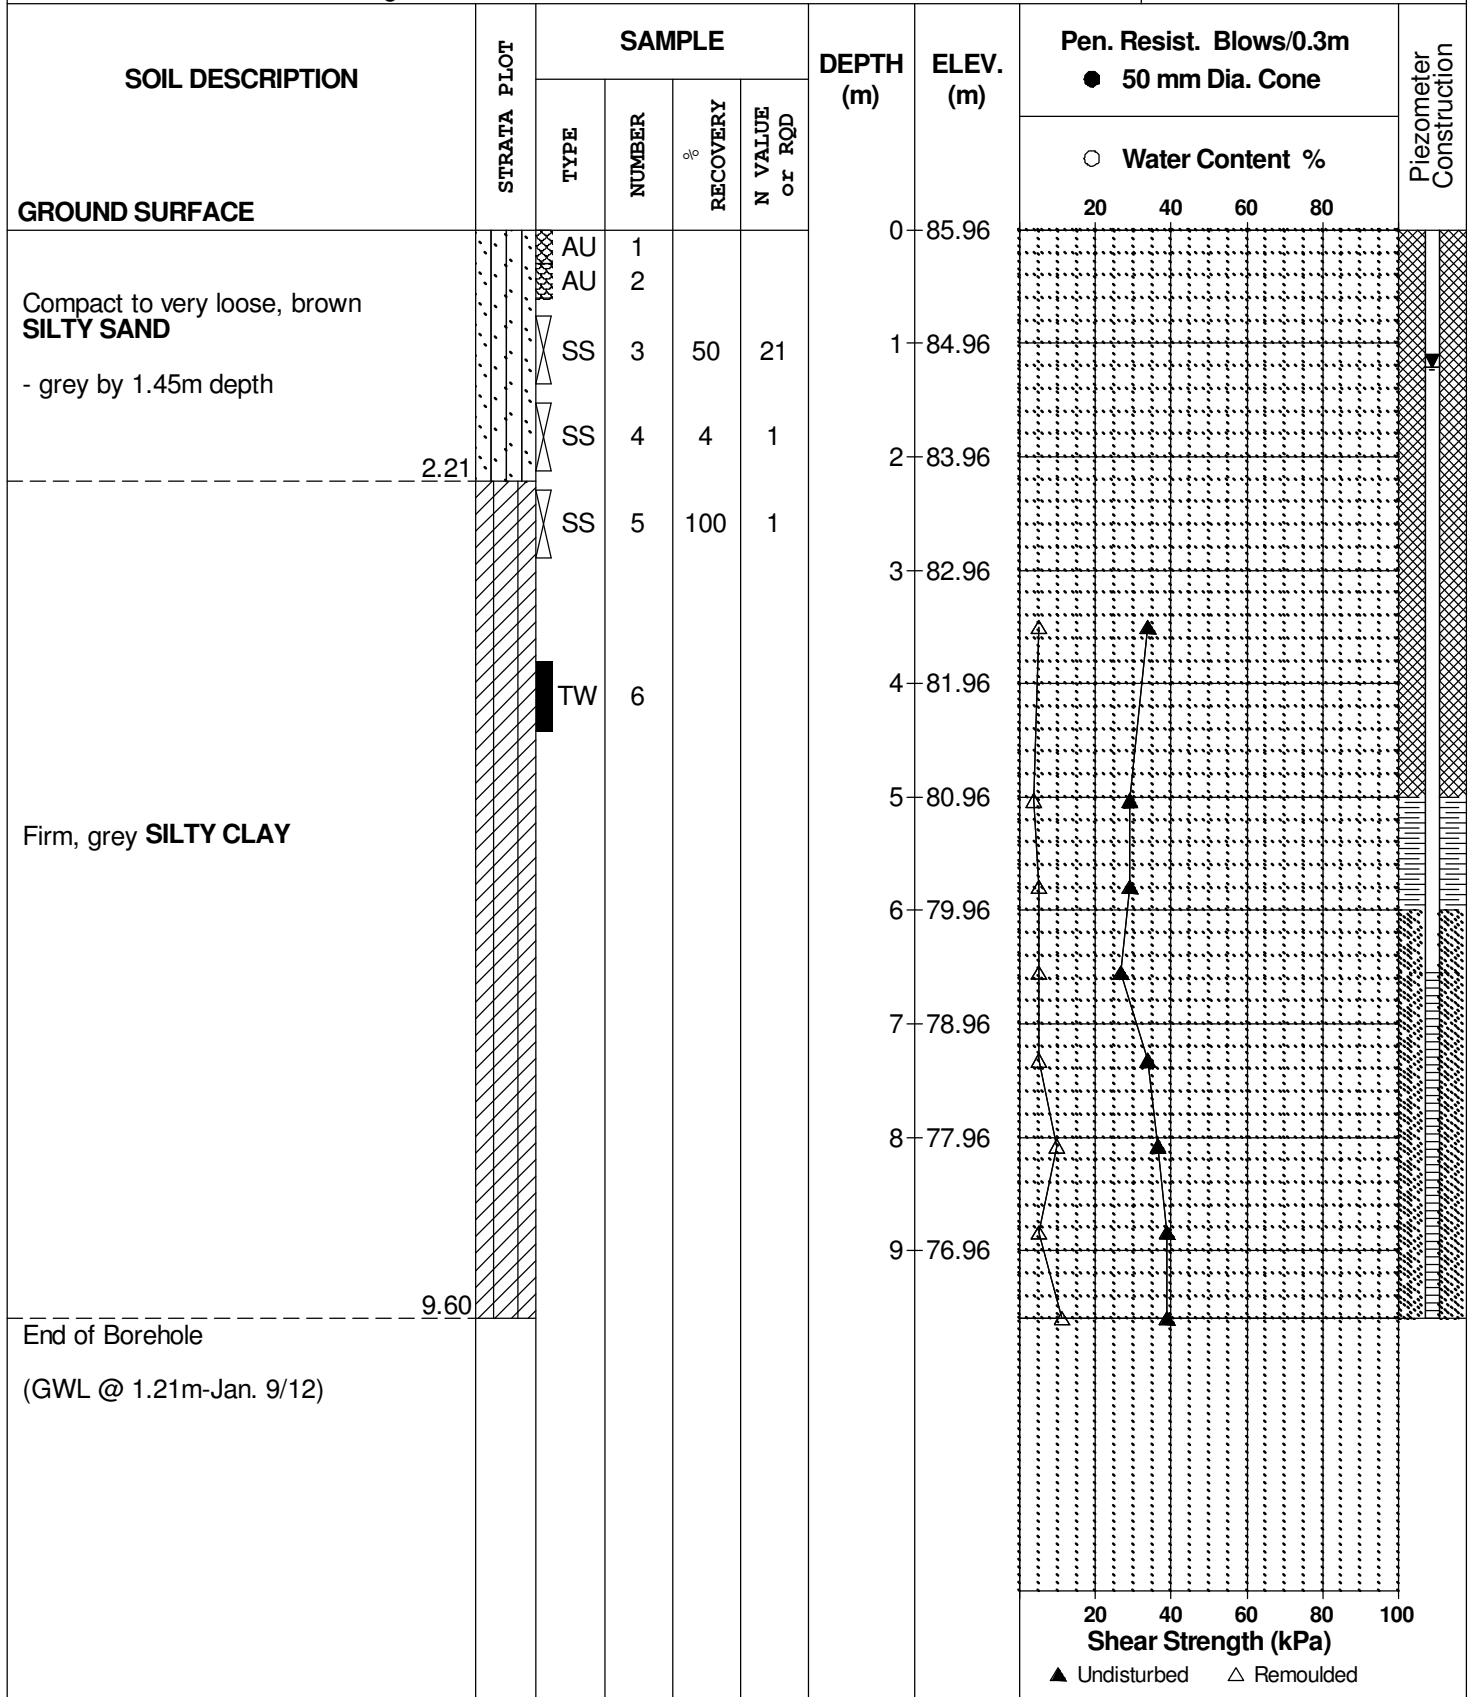 SOIL DESCRIPTION
GROUND SURFACE
STRATA PLOT
SAMPLE
TYPE
NUMBER
% RECOVERY
N VALUE or RQD
DEPTH (m)
ELEV. (m)
Pen. Resist. Blows/0.3m
● 50 mm Dia. Cone
○ Water Content %
20 40 60 80
Piezometer Construction
0 85.96
AU 1
AU 2
Compact to very loose, brown
SILTY SAND
- grey by 1.45m depth
SS 3 50 21
1 84.96
SS 4 4 1
2 83.96
2.21
SS 5 100 1
3 82.96
TW 6
4 81.96
5 80.96
Firm, grey SILTY CLAY
6 79.96
7 78.96
8 77.96
9 76.96
9.60
End of Borehole
(GWL @ 1.21m-Jan. 9/12)
20 40 60 80 100
Shear Strength (kPa)
▲ Undisturbed △ Remoulded